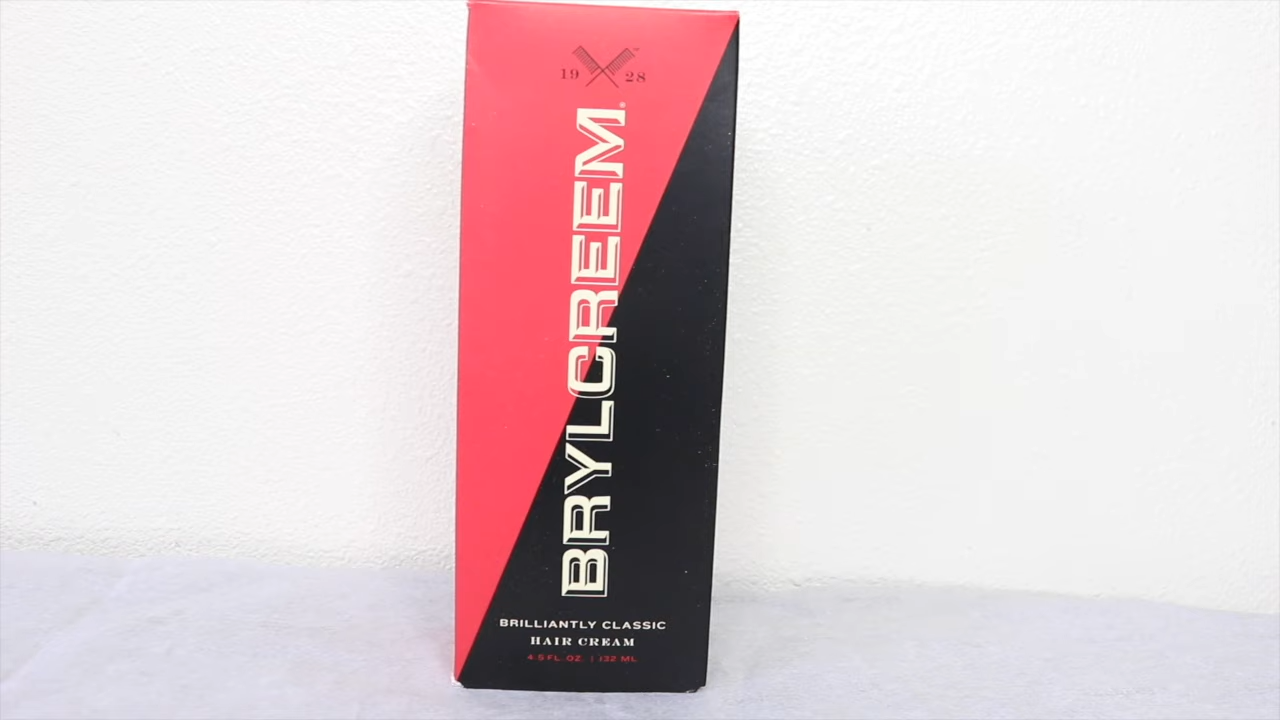 19 28
BRYLCREEM®
BRILLIANTLY CLASSIC
HAIR CREAM
4.5 FL. OZ. | 132 ML